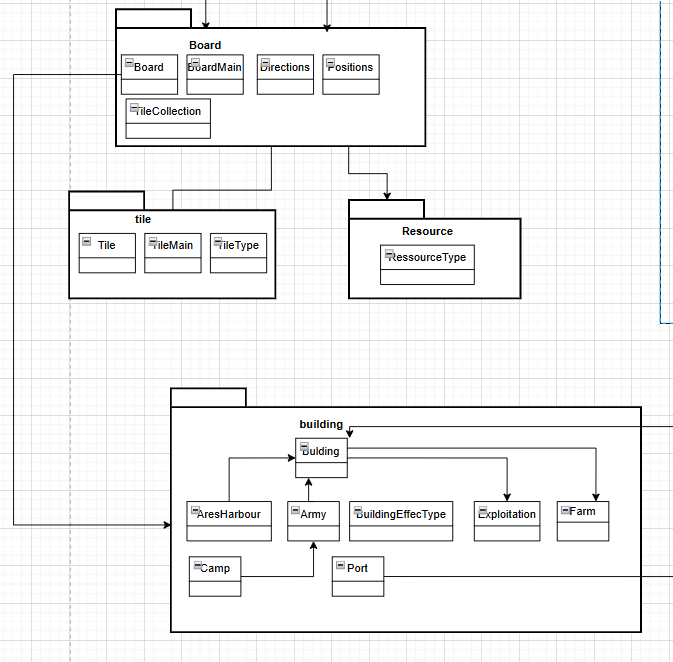 Board
Board
BoardMain
Directions
Positions
TileCollection
tile
Tile
TileMain
TileType
Resource
RessourceType
building
Bulding
AresHarbour
Army
BuildingEffecType
Exploitation
Farm
Camp
Port